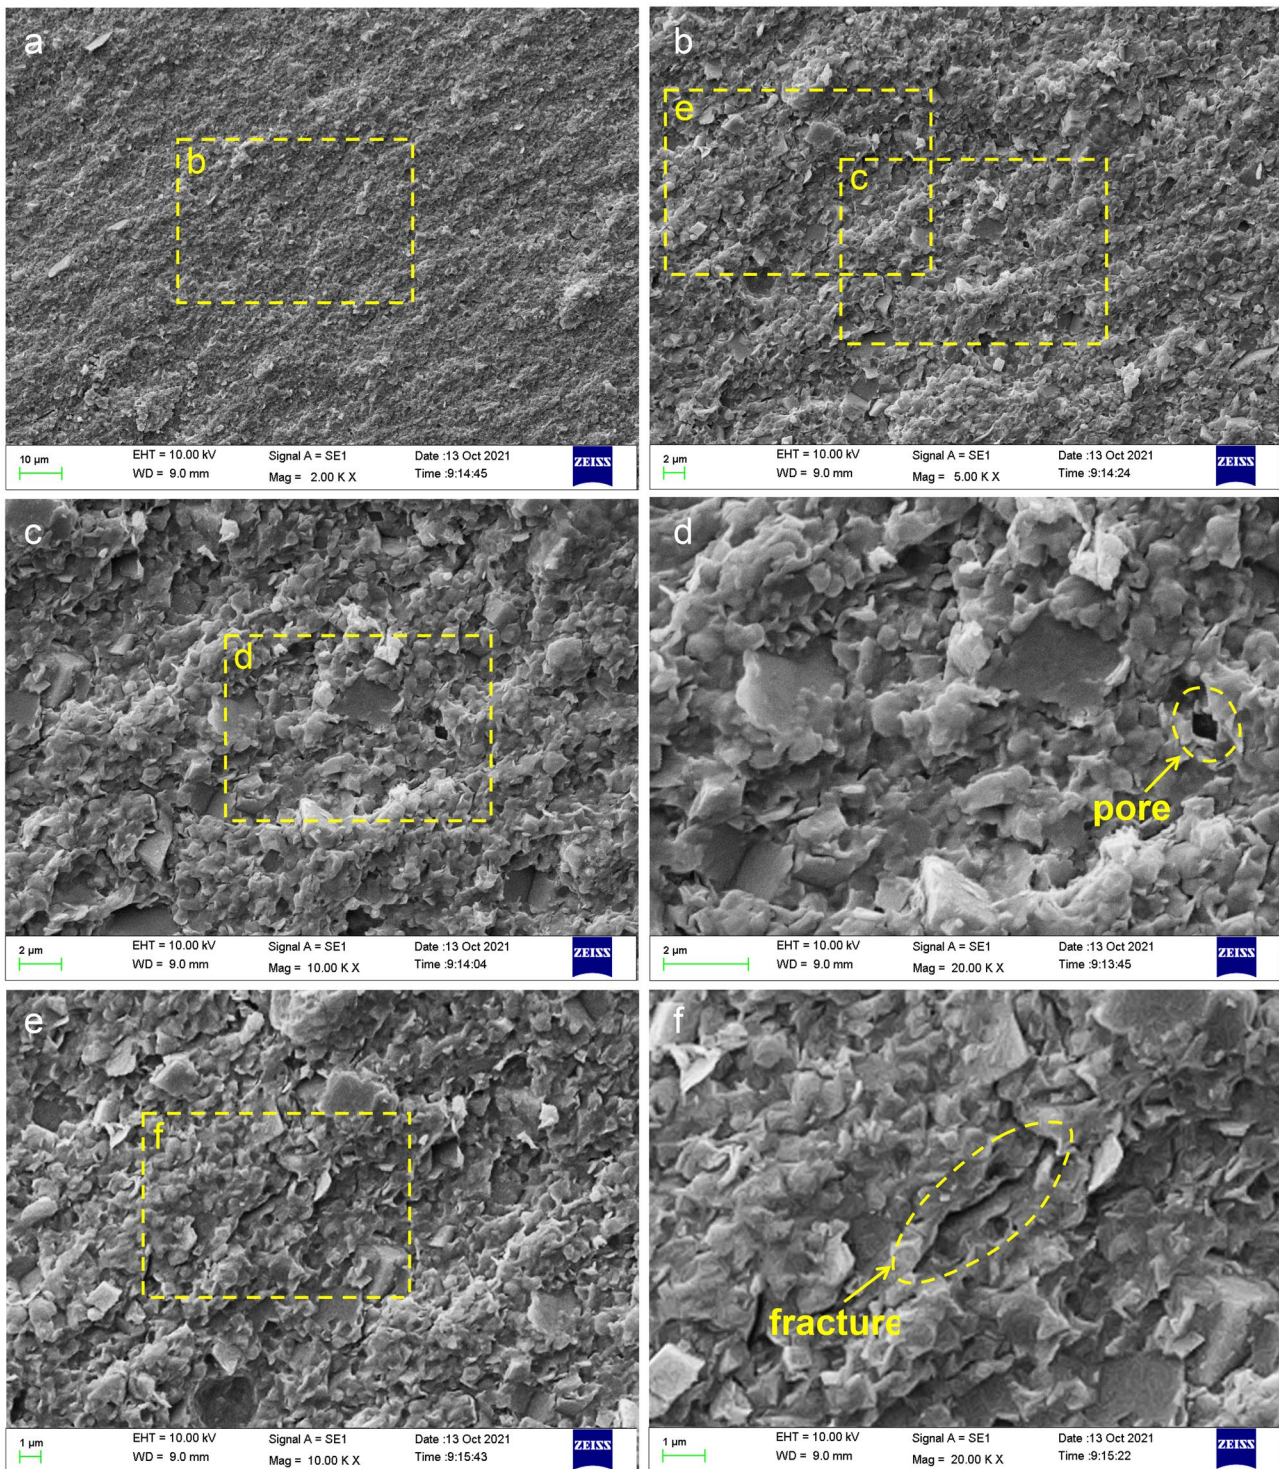 a
b
10 µm
EHT = 10.00 kV
Signal A = SE1
Date :13 Oct 2021
WD = 9.0 mm
Mag = 2.00 K X
Time :9:14:45
ZEISS
b
e
c
2 µm
EHT = 10.00 kV
Signal A = SE1
Date :13 Oct 2021
WD = 9.0 mm
Mag = 5.00 K X
Time :9:14:24
ZEISS
c
d
2 µm
EHT = 10.00 kV
Signal A = SE1
Date :13 Oct 2021
WD = 9.0 mm
Mag = 10.00 K X
Time :9:14:04
ZEISS
d
pore
2 µm
EHT = 10.00 kV
Signal A = SE1
Date :13 Oct 2021
WD = 9.0 mm
Mag = 20.00 K X
Time :9:13:45
ZEISS
e
f
1 µm
EHT = 10.00 kV
Signal A = SE1
Date :13 Oct 2021
WD = 9.0 mm
Mag = 10.00 K X
Time :9:15:43
ZEISS
f
fracture
1 µm
EHT = 10.00 kV
Signal A = SE1
Date :13 Oct 2021
WD = 9.0 mm
Mag = 20.00 K X
Time :9:15:22
ZEISS